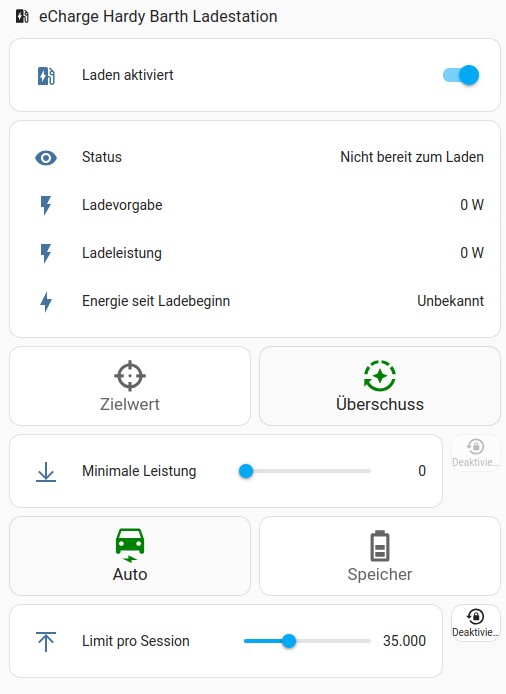 eCharge Hardy Barth Ladestation
Laden aktiviert
Status Nicht bereit zum Laden
Ladevorgabe 0 W
Ladeleistung 0 W
Energie seit Ladebeginn Unbekannt
Zielwert Überschuss
Minimale Leistung 0 Deaktivie...
Auto Speicher
Limit pro Session 35.000 Deaktivie...